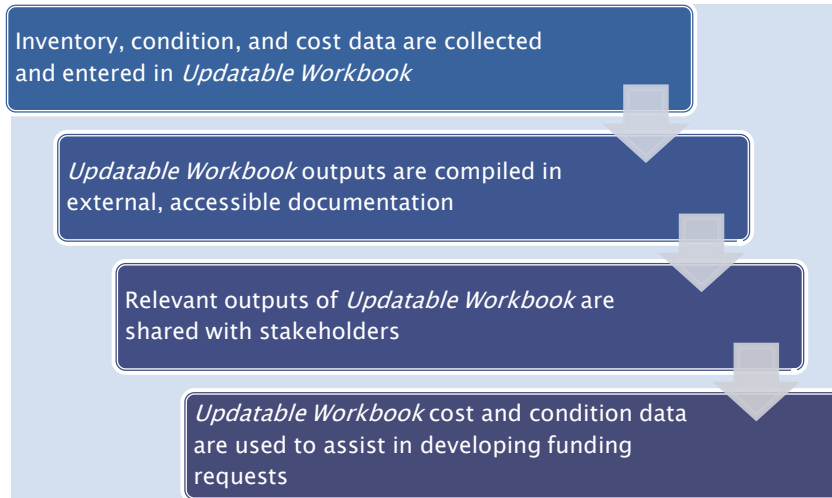 Inventory, condition, and cost data are collected
and entered in Updatable Workbook
Updatable Workbook outputs are compiled in
external, accessible documentation
Relevant outputs of Updatable Workbook are
shared with stakeholders
Updatable Workbook cost and condition data
are used to assist in developing funding
requests